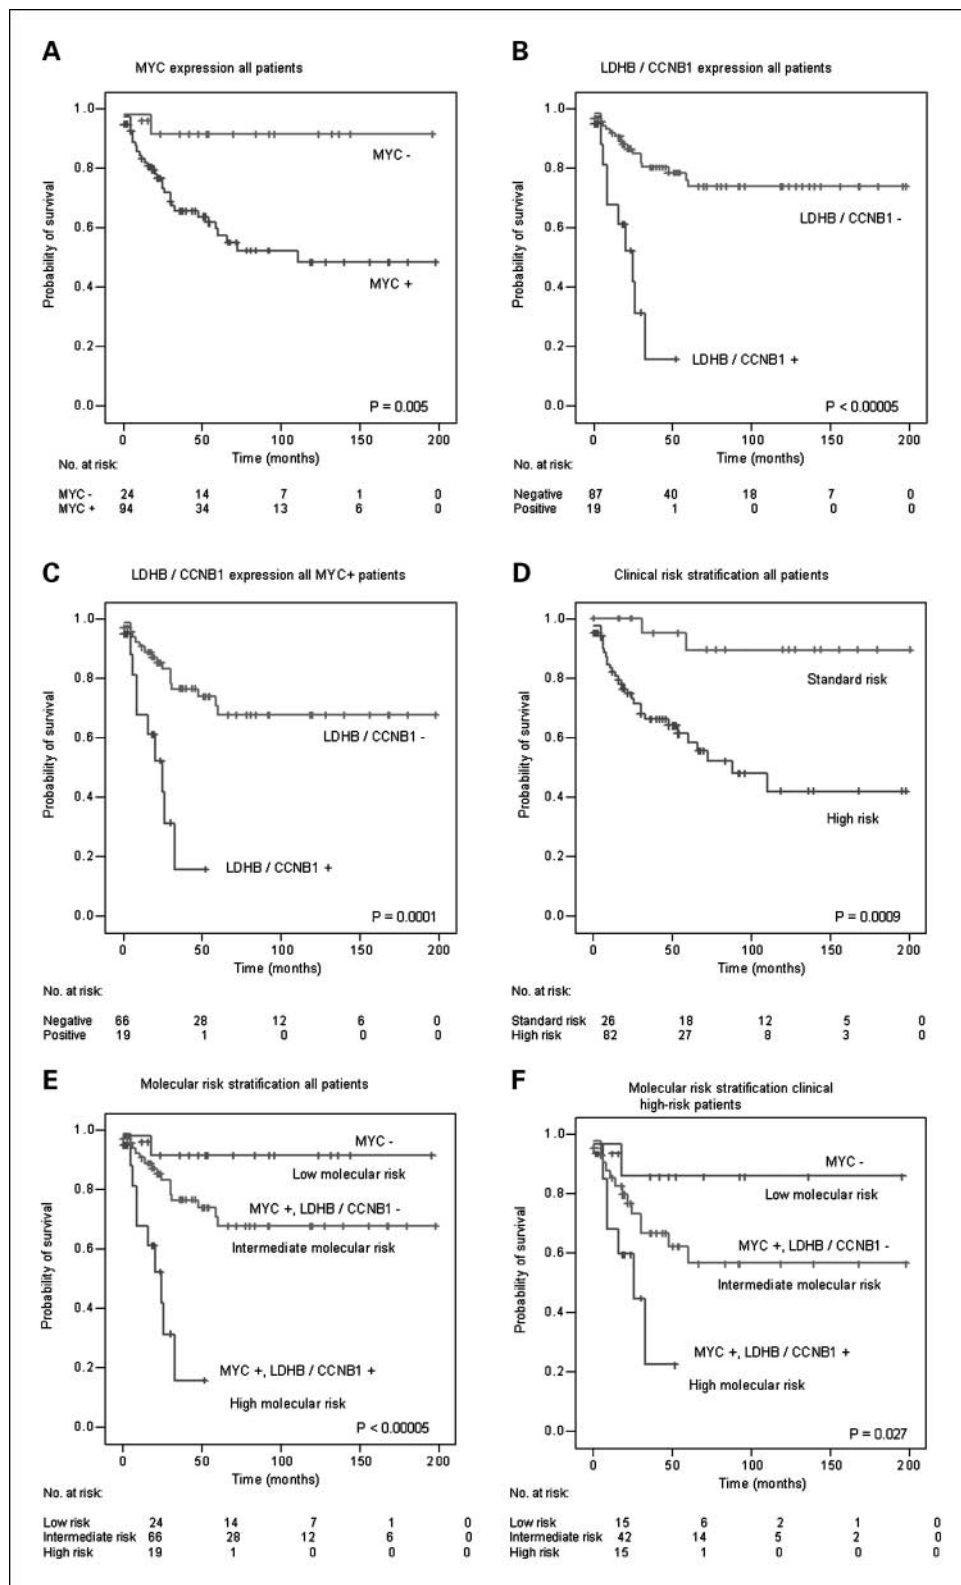 A
MYC expression all patients
Probability of survival
1.0
0.8
0.6
0.4
0.2
0.0
MYC -
MYC +
P = 0.005
0 50 100 150 200
Time (months)
No. at risk:
MYC - 24 14 7 1 0
MYC + 94 34 13 6 0
B
LDHB / CCNB1 expression all patients
Probability of survival
1.0
0.8
0.6
0.4
0.2
0.0
LDHB / CCNB1 -
LDHB / CCNB1 +
P < 0.00005
0 50 100 150 200
Time (months)
No. at risk:
Negative 87 40 18 7 0
Positive 19 1 0 0 0
C
LDHB / CCNB1 expression all MYC+ patients
Probability of survival
1.0
0.8
0.6
0.4
0.2
0.0
LDHB / CCNB1 -
LDHB / CCNB1 +
P = 0.0001
0 50 100 150 200
Time (months)
No. at risk:
Negative 66 28 12 6 0
Positive 19 1 0 0 0
D
Clinical risk stratification all patients
Probability of survival
1.0
0.8
0.6
0.4
0.2
0.0
Standard risk
High risk
P = 0.0009
0 50 100 150 200
Time (months)
No. at risk:
Standard risk 26 18 12 5 0
High risk 82 27 8 3 0
E
Molecular risk stratification all patients
Probability of survival
1.0
0.8
0.6
0.4
0.2
0.0
MYC -
Low molecular risk
MYC +, LDHB / CCNB1 -
Intermediate molecular risk
MYC +, LDHB / CCNB1 +
High molecular risk
P < 0.00005
0 50 100 150 200
Time (months)
No. at risk:
Low risk 24 14 7 1 0
Intermediate risk 66 28 12 6 0
High risk 19 1 0 0 0
F
Molecular risk stratification clinical
high-risk patients
Probability of survival
1.0
0.8
0.6
0.4
0.2
0.0
MYC -
Low molecular risk
MYC +, LDHB / CCNB1 -
Intermediate molecular risk
MYC +, LDHB / CCNB1 +
High molecular risk
P = 0.027
0 50 100 150 200
Time (months)
No. at risk:
Low risk 15 6 2 1 0
Intermediate risk 42 14 5 2 0
High risk 15 1 0 0 0